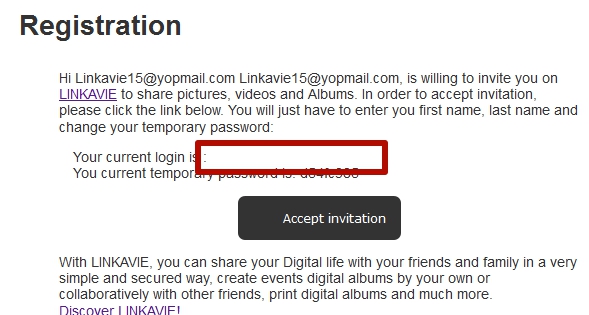 Registration
Hi Linkavie15@yopmail.com Linkavie15@yopmail.com, is willing to invite you on
LINKAVIE to share pictures, videos and Albums. In order to accept invitation,
please click the link below. You will just have to enter you first name, last name and
change your temporary password:
Your current login is :
You current temporary password is:
Accept invitation
With LINKAVIE, you can share your Digital life with your friends and family in a very
simple and secured way, create events digital albums by your own or
collaboratively with other friends, print digital albums and much more.
Discover LINKAVIE!